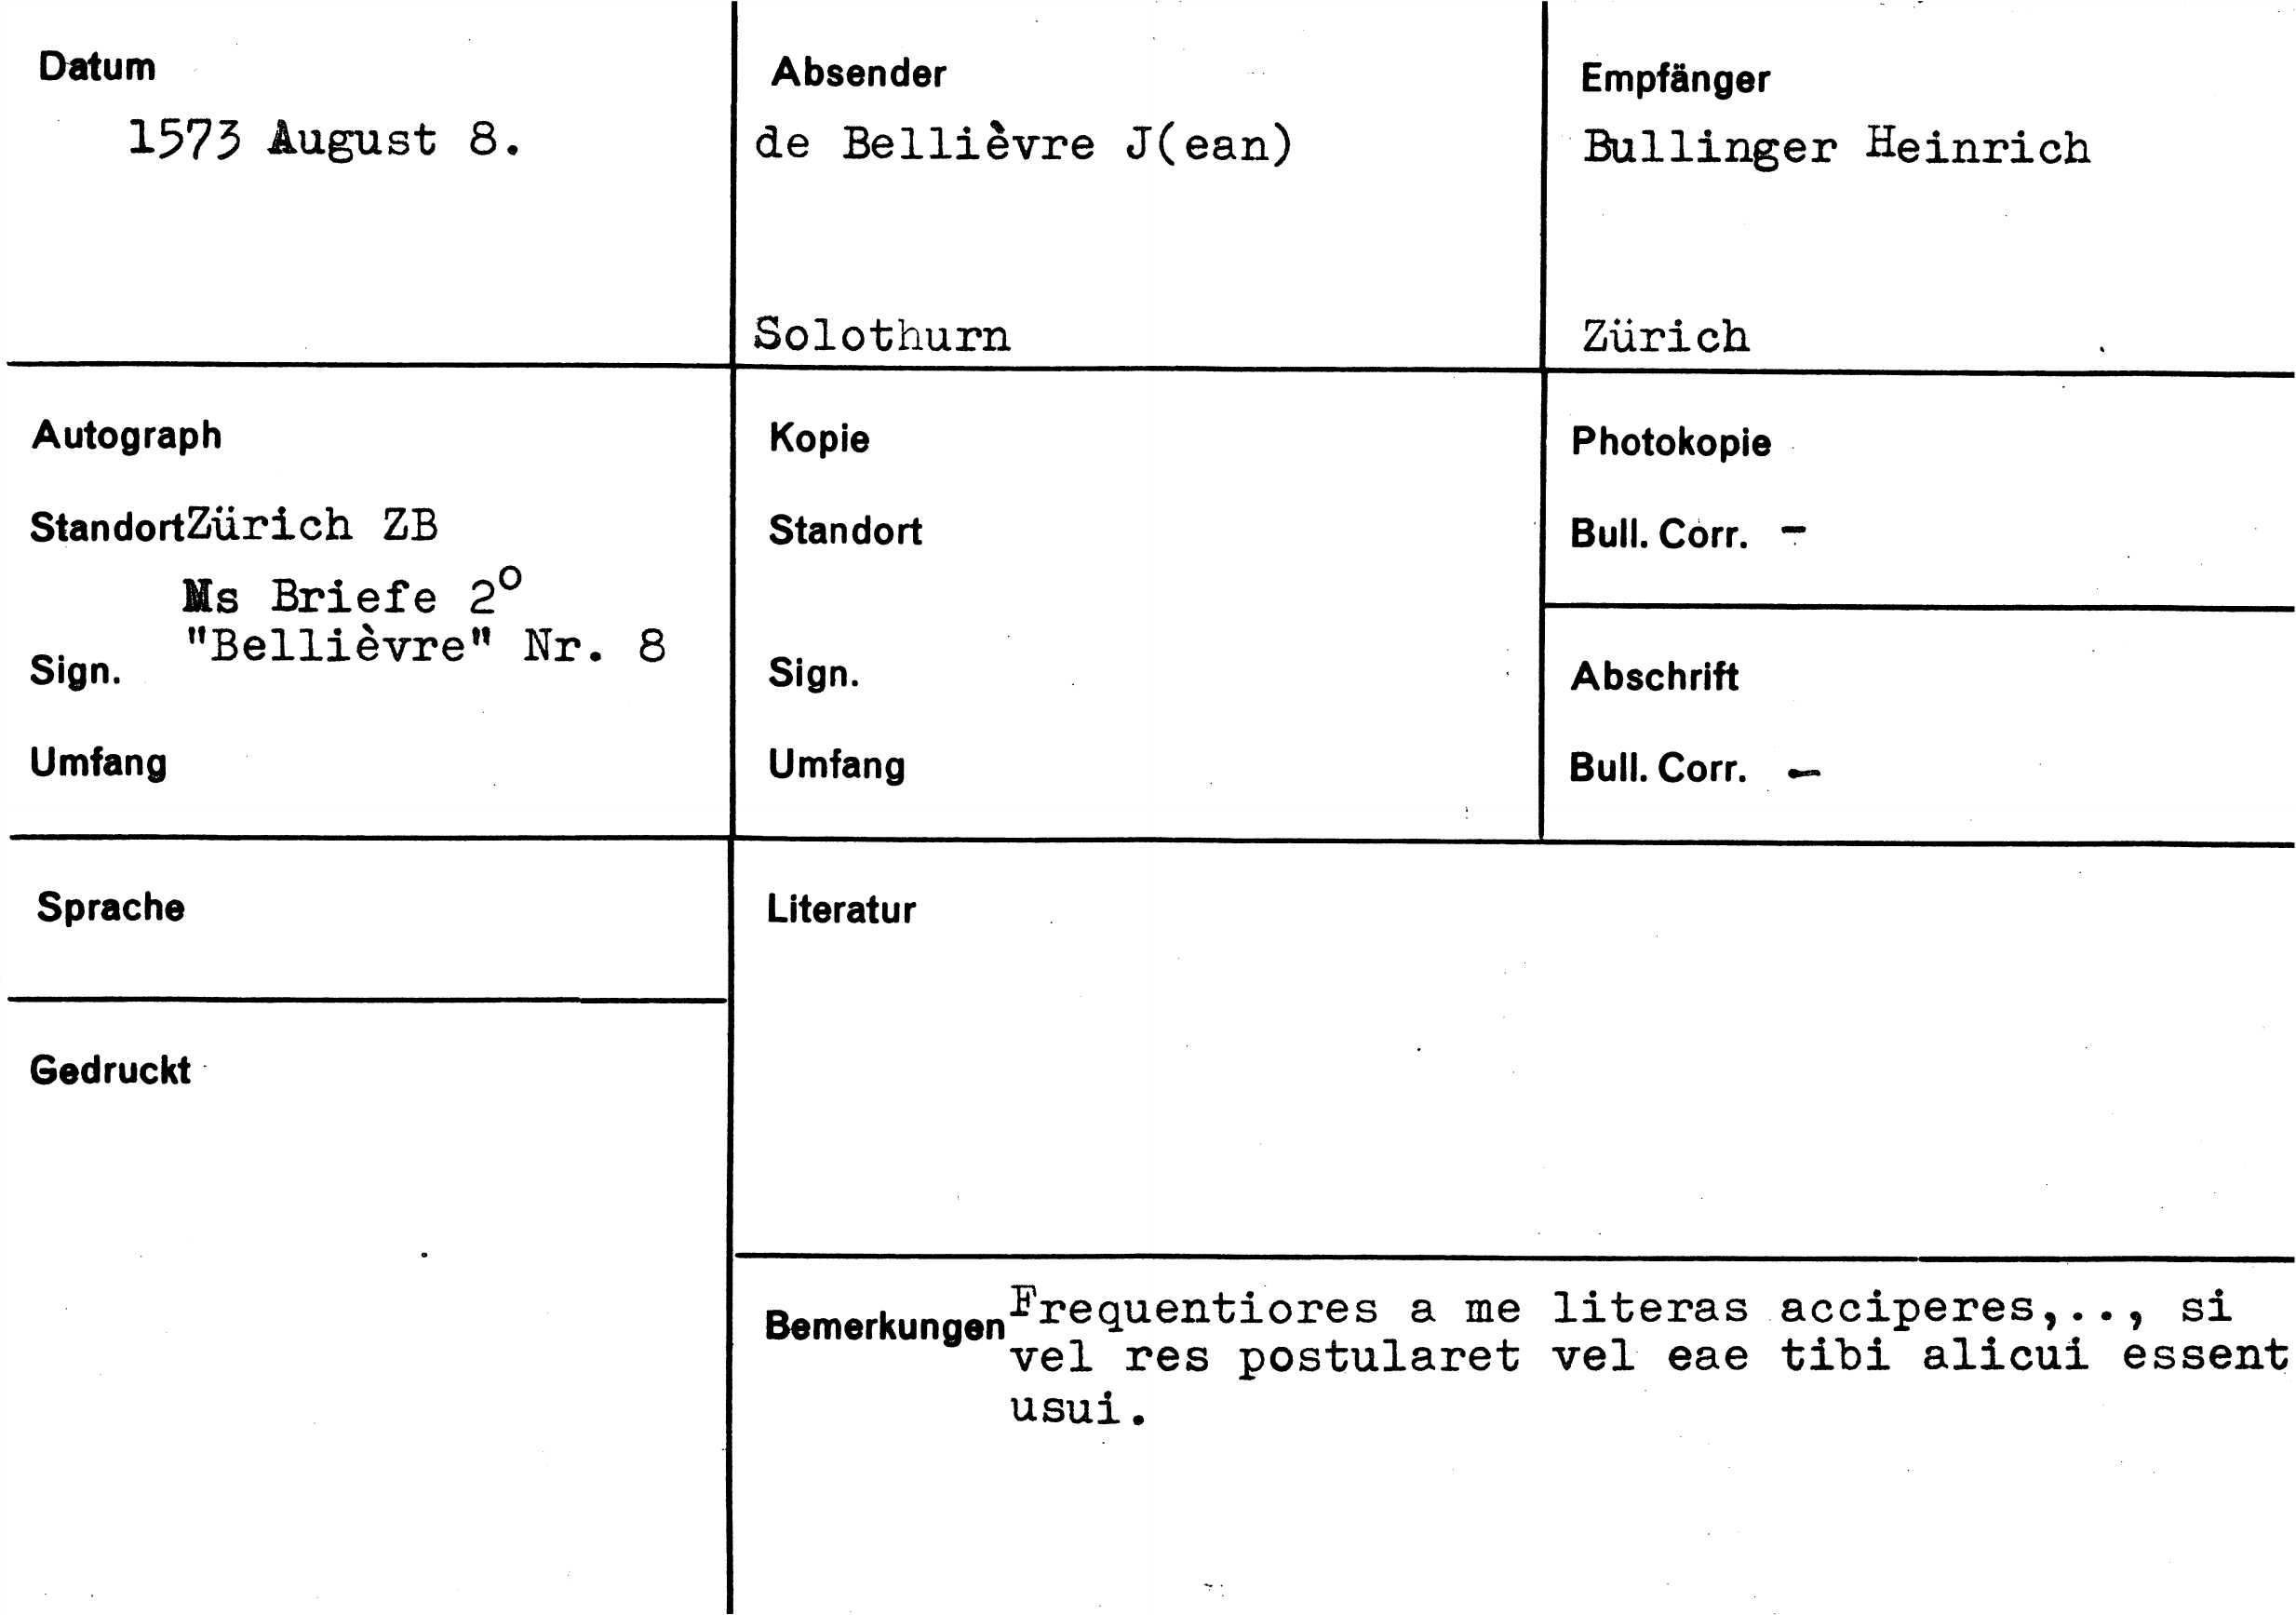 Datum
1573 August 8.
Absender
de Bellièvre J(ean)
Solothurn
Empfänger
Bullinger Heinrich
Zürich
Autograph
Standort Zürich ZB
Ms Briefe 2º
"Bellièvre" Nr. 8
Sign.
Umfang
Kopie
Standort
Sign.
Umfang
Photokopie
Bull. Corr. -
Abschrift
Bull. Corr. -
Sprache
Gedruckt
Literatur
Bemerkungen Frequentiores a me literas acciperes,.., si
vel res postularet vel eae tibi alicui essent
usui.